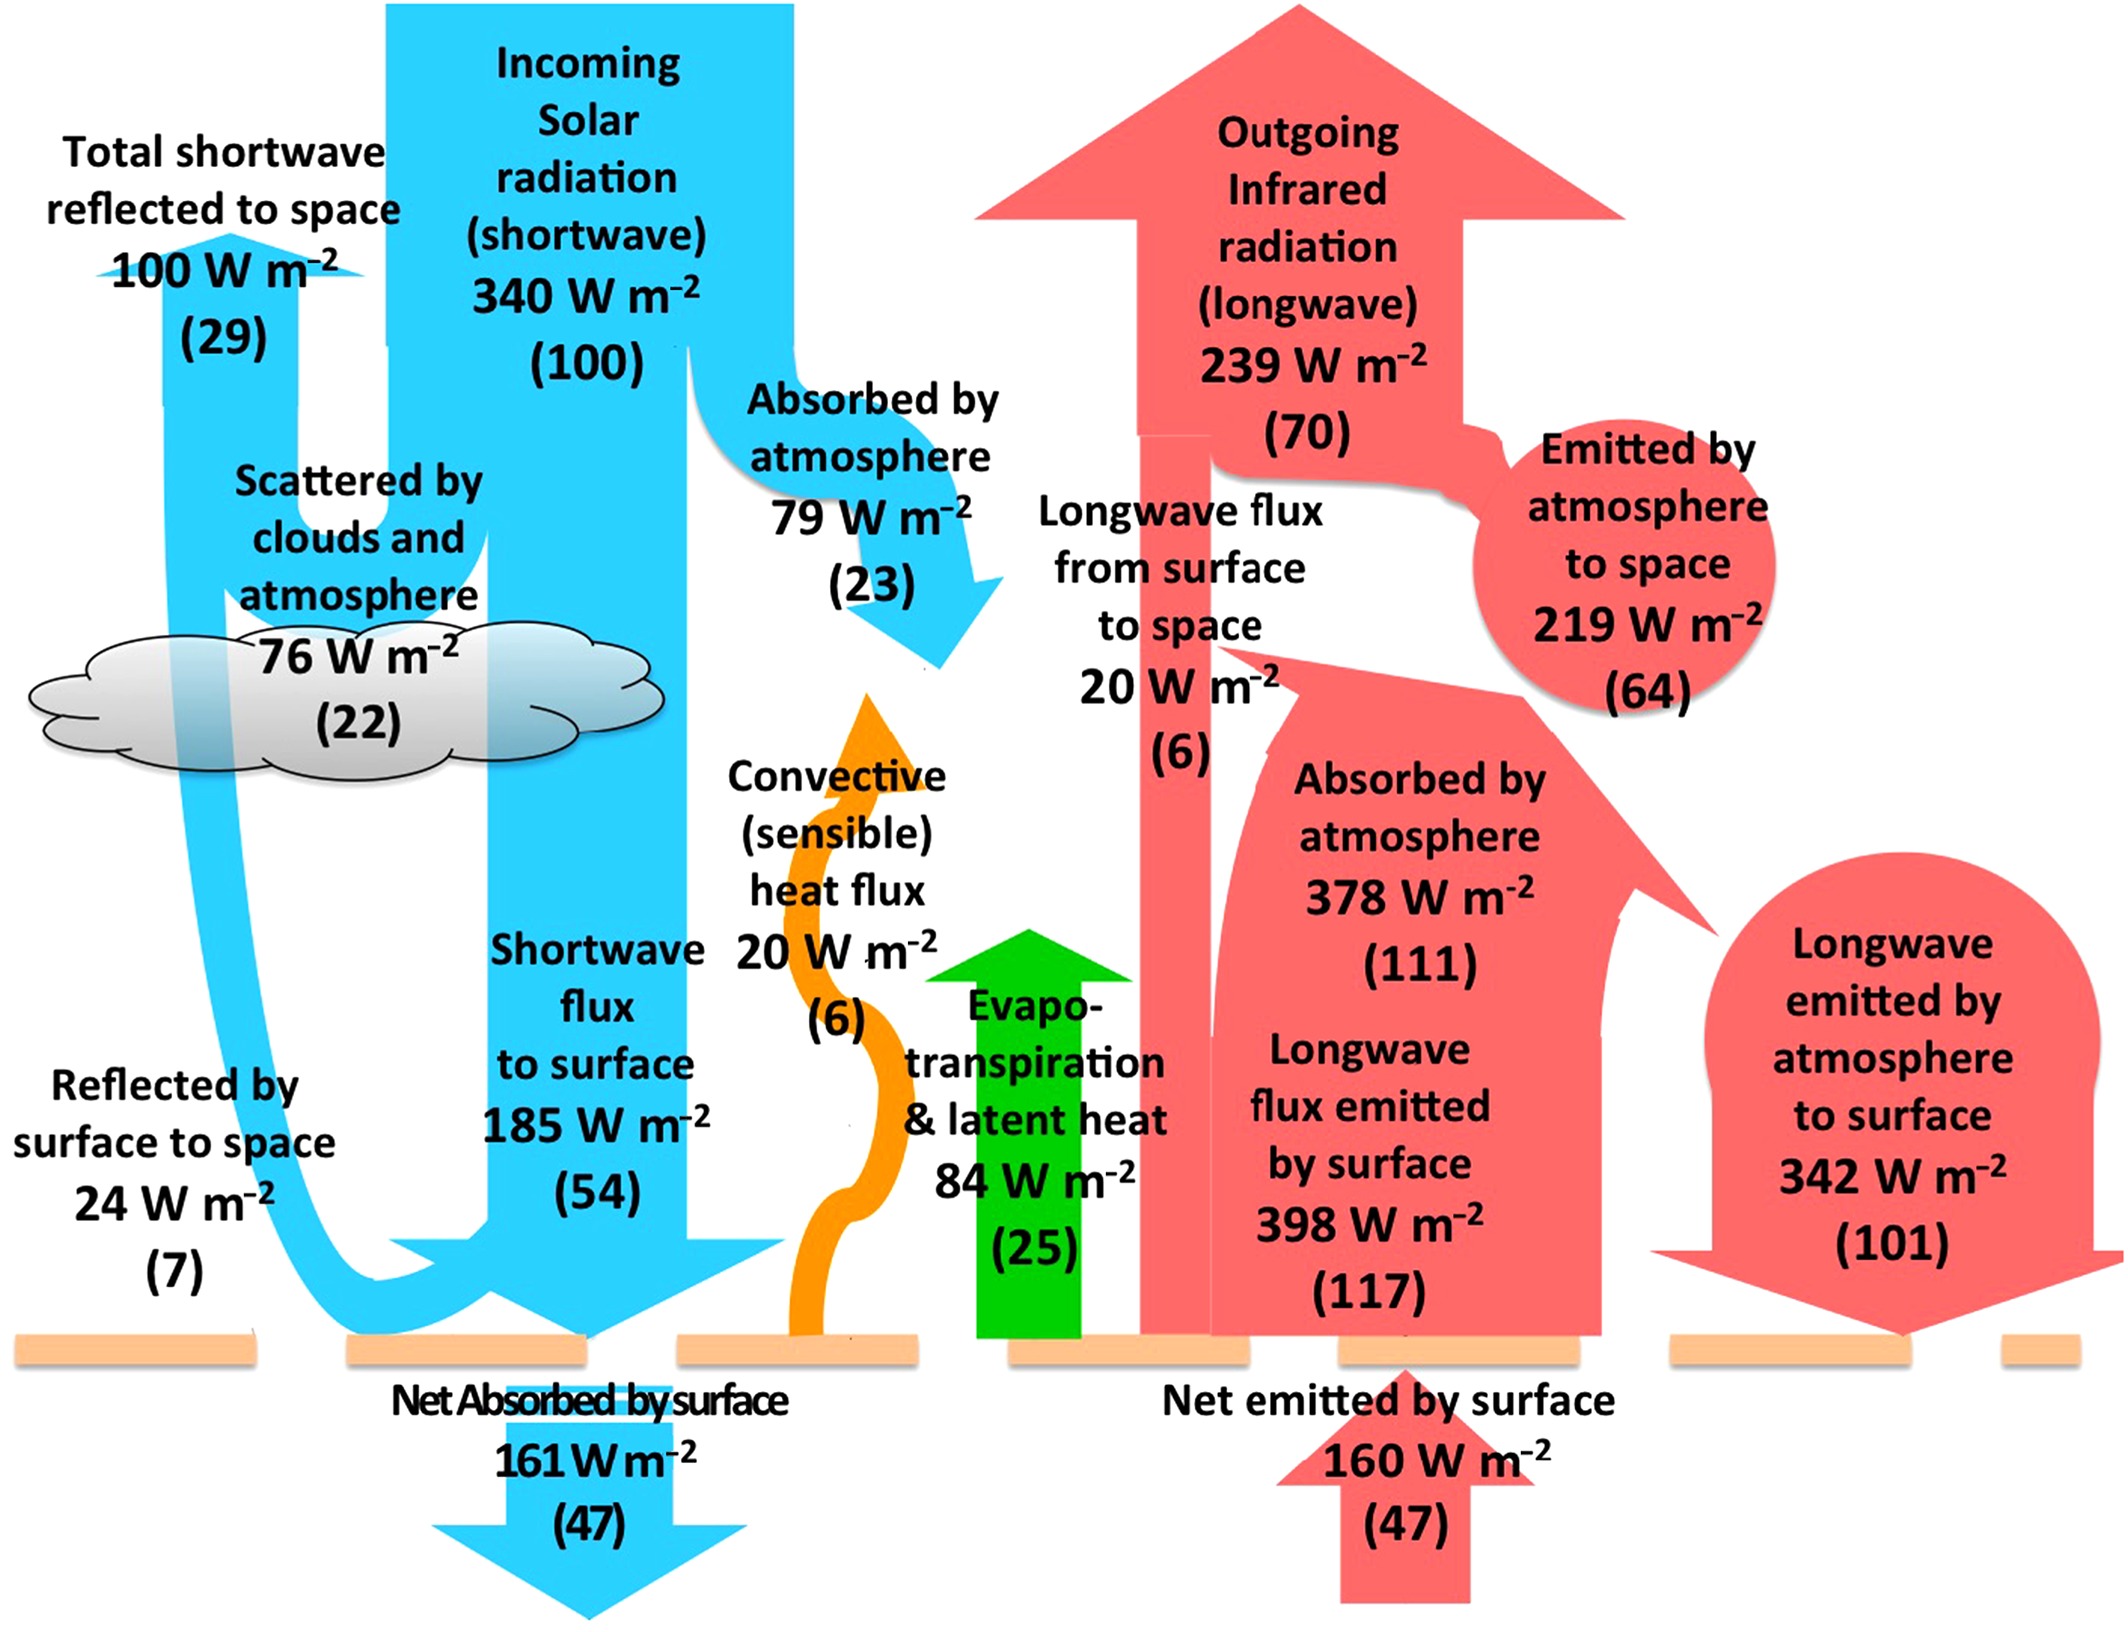 Incoming
Solar
radiation
(shortwave)
340 W m⁻²
(100)
Total shortwave
reflected to space
100 W m⁻²
(29)
Scattered by
clouds and
atmosphere
76 W m⁻²
(22)
Absorbed by
atmosphere
79 W m⁻²
(23)
Reflected by
surface to space
24 W m⁻²
(7)
Shortwave
flux
to surface
185 W m⁻²
(54)
Net Absorbed by surface
161 W m⁻²
(47)
Convective
(sensible)
heat flux
20 W m⁻²
(6)
Evapo-
transpiration
& latent heat
84 W m⁻²
(25)
Outgoing
Infrared
radiation
(longwave)
239 W m⁻²
(70)
Longwave flux
from surface
to space
20 W m⁻²
(6)
Emitted by
atmosphere
to space
219 W m⁻²
(64)
Absorbed by
atmosphere
378 W m⁻²
(111)
Longwave
flux emitted
by surface
398 W m⁻²
(117)
Longwave
emitted by
atmosphere
to surface
342 W m⁻²
(101)
Net emitted by surface
160 W m⁻²
(47)